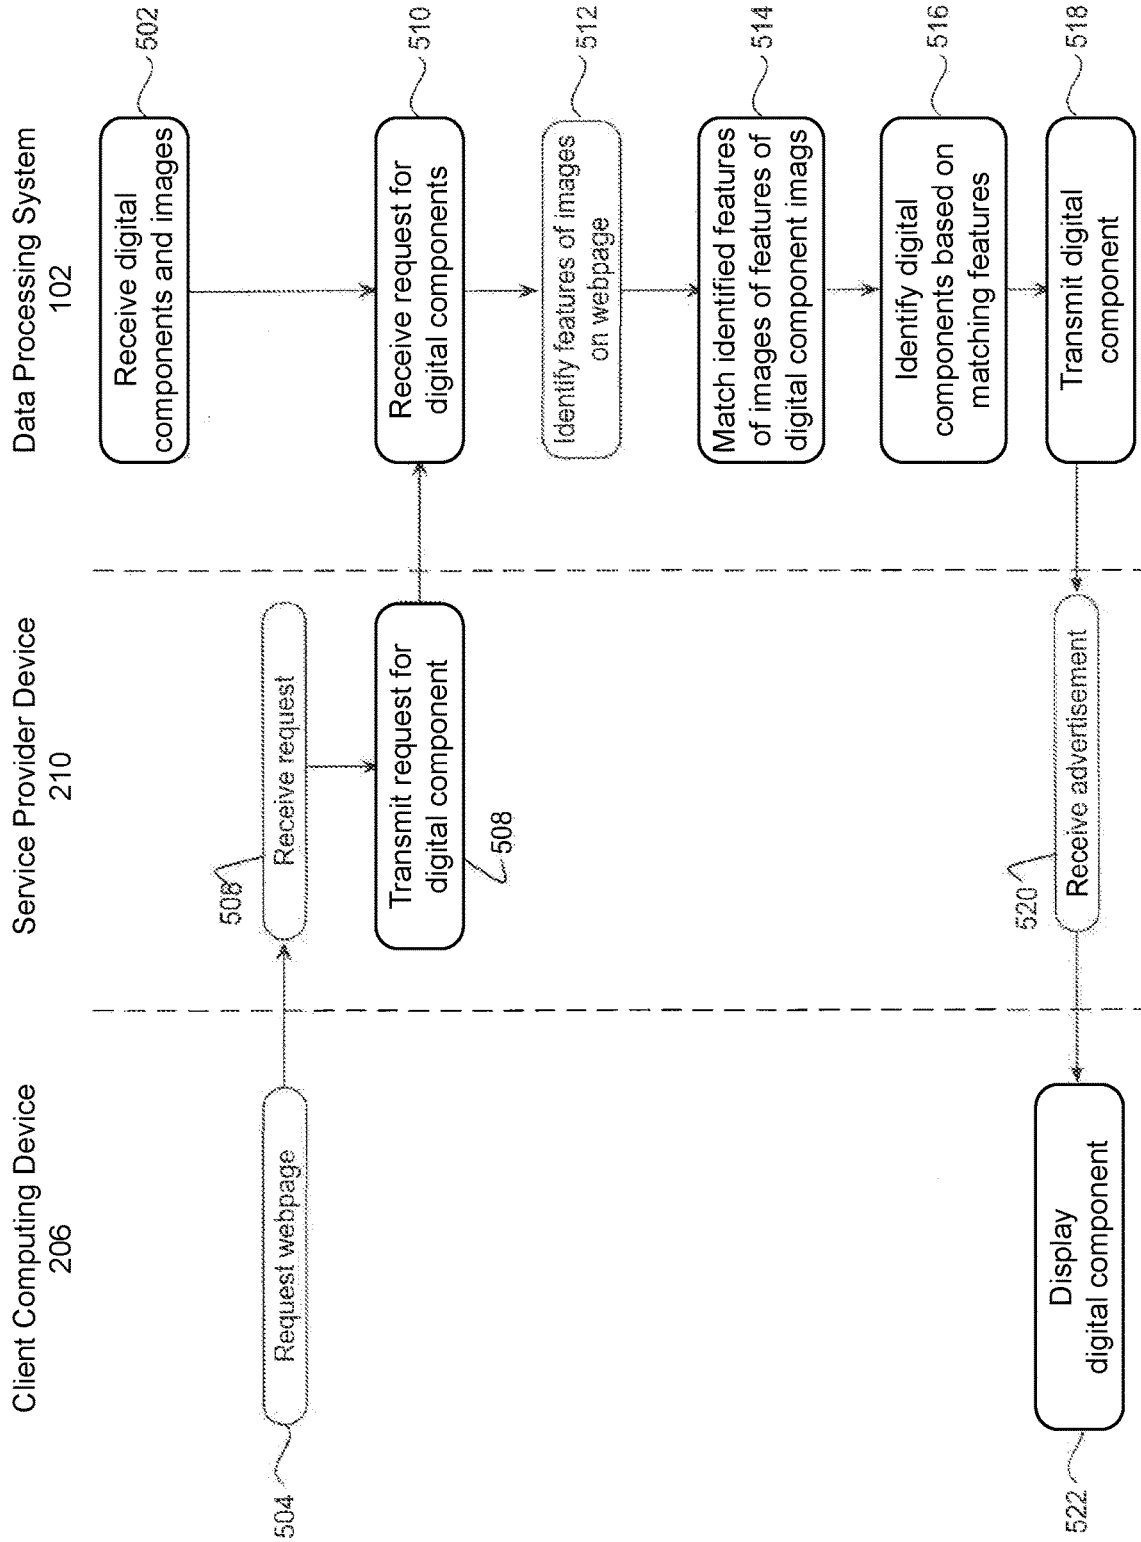 Client Computing Device
206
Service Provider Device
210
Data Processing System
102
Receive digital
components and images
502
504
Request webpage
Receive request
Transmit request for
digital component
508
Receive request for
digital components
510
Identify features of images
on webpage
512
Match identified features
of images of features of
digital component imags
514
Identify digital
components based on
matching features
516
522
Display
digital component
520
Receive advertisement
Transmit digital
component
518